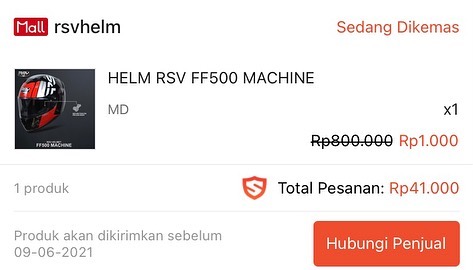 Mall rsvhelm
Sedang Dikemas
HELM RSV FF500 MACHINE
MD
x1
Rp800.000 Rp1.000
FF500 MACHINE
1 produk
Total Pesanan: Rp41.000
Produk akan dikirimkan sebelum
09-06-2021
Hubungi Penjual